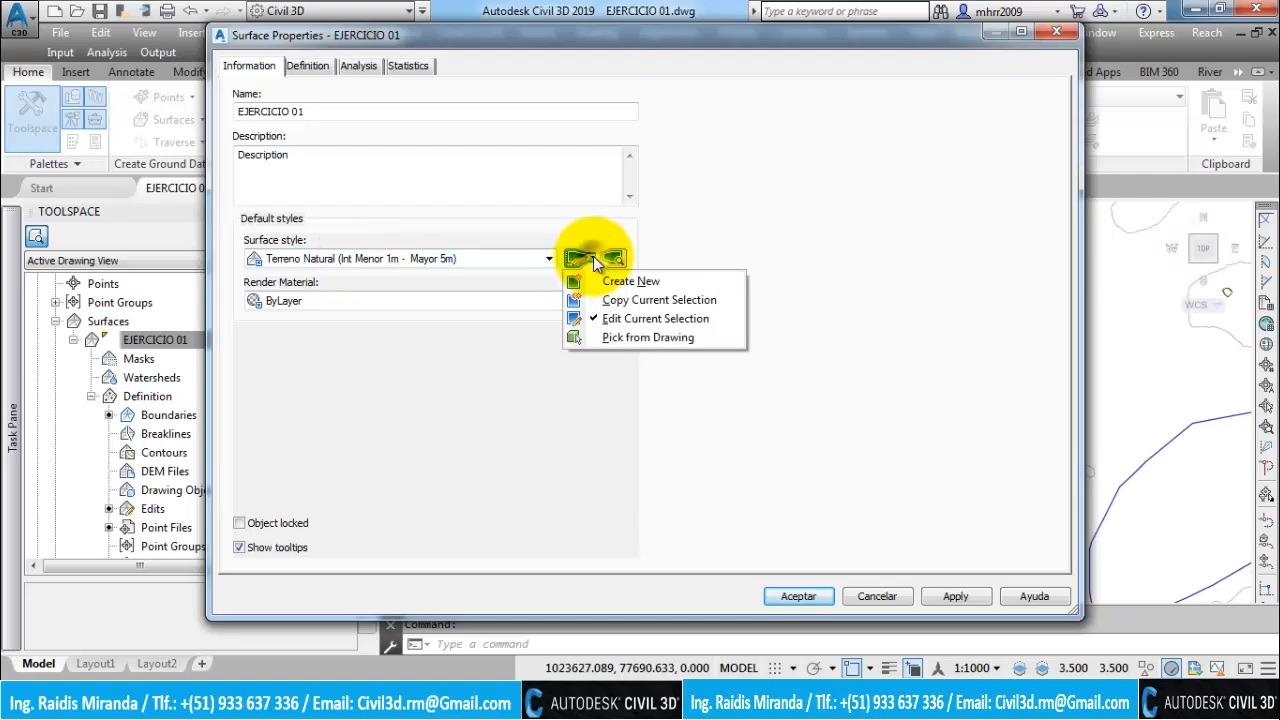 C3D
Civil 3D
Autodesk Civil 3D 2019 EJERCICIO 01.dwg
Type a keyword or phrase
mhrr2009
File
Edit
View
Insert
Surface Properties - EJERCICIO 01
Window
Express
Reach
Import
Analysis
Output
Home
Insert
Annotate
Modify
Information
Definition
Analysis
Statistics
BIM 360
River
Toolspace
Points
Surfaces
Traverse
Palettes
Create Ground Dat
Paste
Clipboard
Name:
EJERCICIO 01
Description:
Description
Start
EJERCICIO 0
TOOLSPACE
Active Drawing View
Points
Point Groups
Surfaces
EJERCICIO 01
Masks
Watersheds
Definition
Boundaries
Breaklines
Contours
DEM Files
Drawing Obje
Edits
Point Files
Point Groups
Task Pane
Default styles
Surface style:
Terreno Natural (Int Menor 1m - Mayor 5m)
Render Material:
ByLayer
Create New
Copy Current Selection
Edit Current Selection
Pick from Drawing
TOP
WCS
Object locked
Show tooltips
Aceptar
Cancelar
Apply
Ayuda
Command:
Type a command
Model
Layout1
Layout2
1023627.089, 77690.633, 0.000
MODEL
1:1000
3.500
3.500
Ing. Raidis Miranda / Tlf.: +(51) 933 637 336 / Email: Civil3d.rm@Gmail.com
AUTODESK® CIVIL 3D
Ing. Raidis Miranda / Tlf.: +(51) 933 637 336 / Email: Civil3d.rm@Gmail.com
AUTODESK® CIVIL 3D